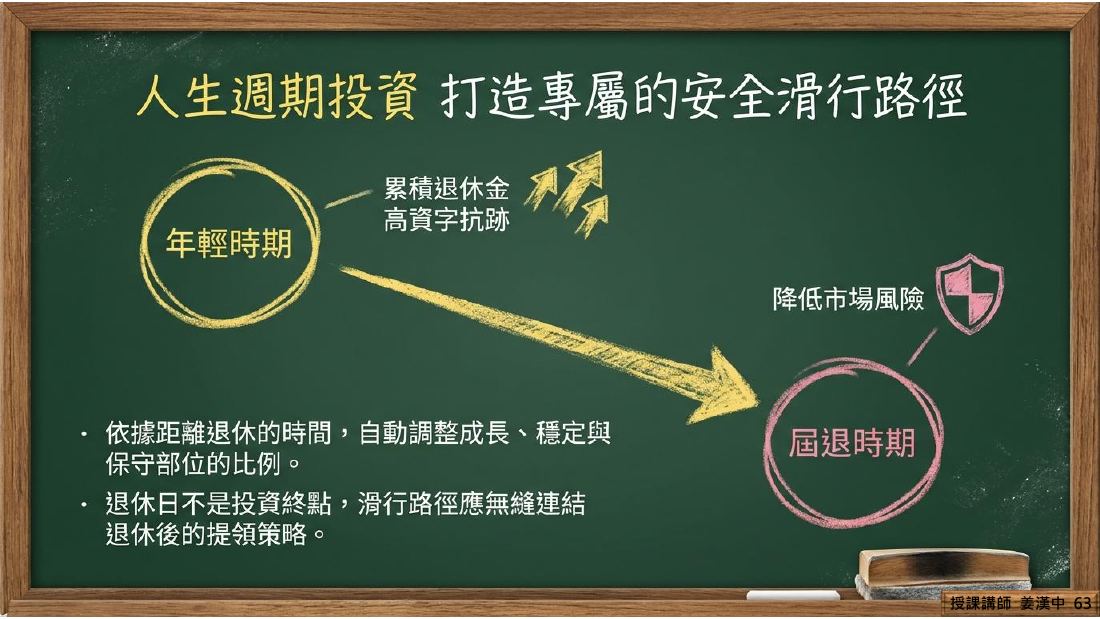 人生週期投資 打造專屬的安全滑行路徑
年輕時期
累積退休金
高資字抗跡
降低市場風險
屆退時期
· 依據距離退休的時間，自動調整成長、穩定與
保守部位的比例。
· 退休日不是投資終點，滑行路徑應無縫連結
退休後的提領策略。
授課講師 姜漢中 63